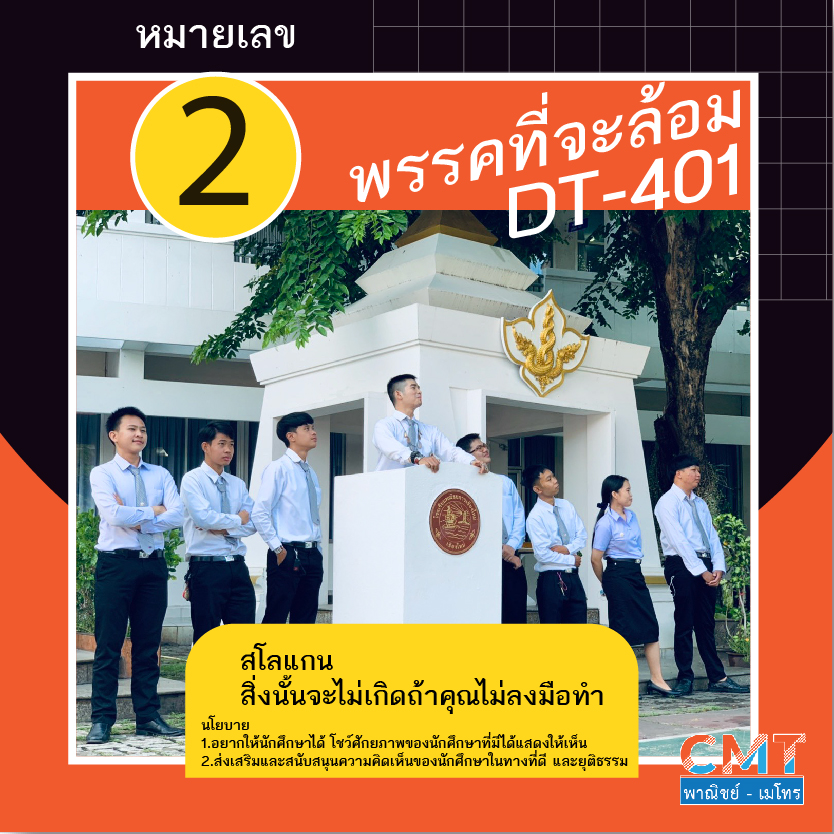 หมายเลข
2
พรรคที่จะล้อม
DT-401
สโลแกน
สิ่งนั้นจะไม่เกิดถ้าคุณไม่ลงมือทำ
นโยบาย
1.อยากให้นักศึกษาได้ โชว์ศักยภาพของนักศึกษาที่มีได้แสดงให้เห็น
2.ส่งเสริมและสนับสนุนความคิดเห็นของนักศึกษาในทางที่ดี และยุติธรรม
CMT
พาณิชย์ - เมโทร